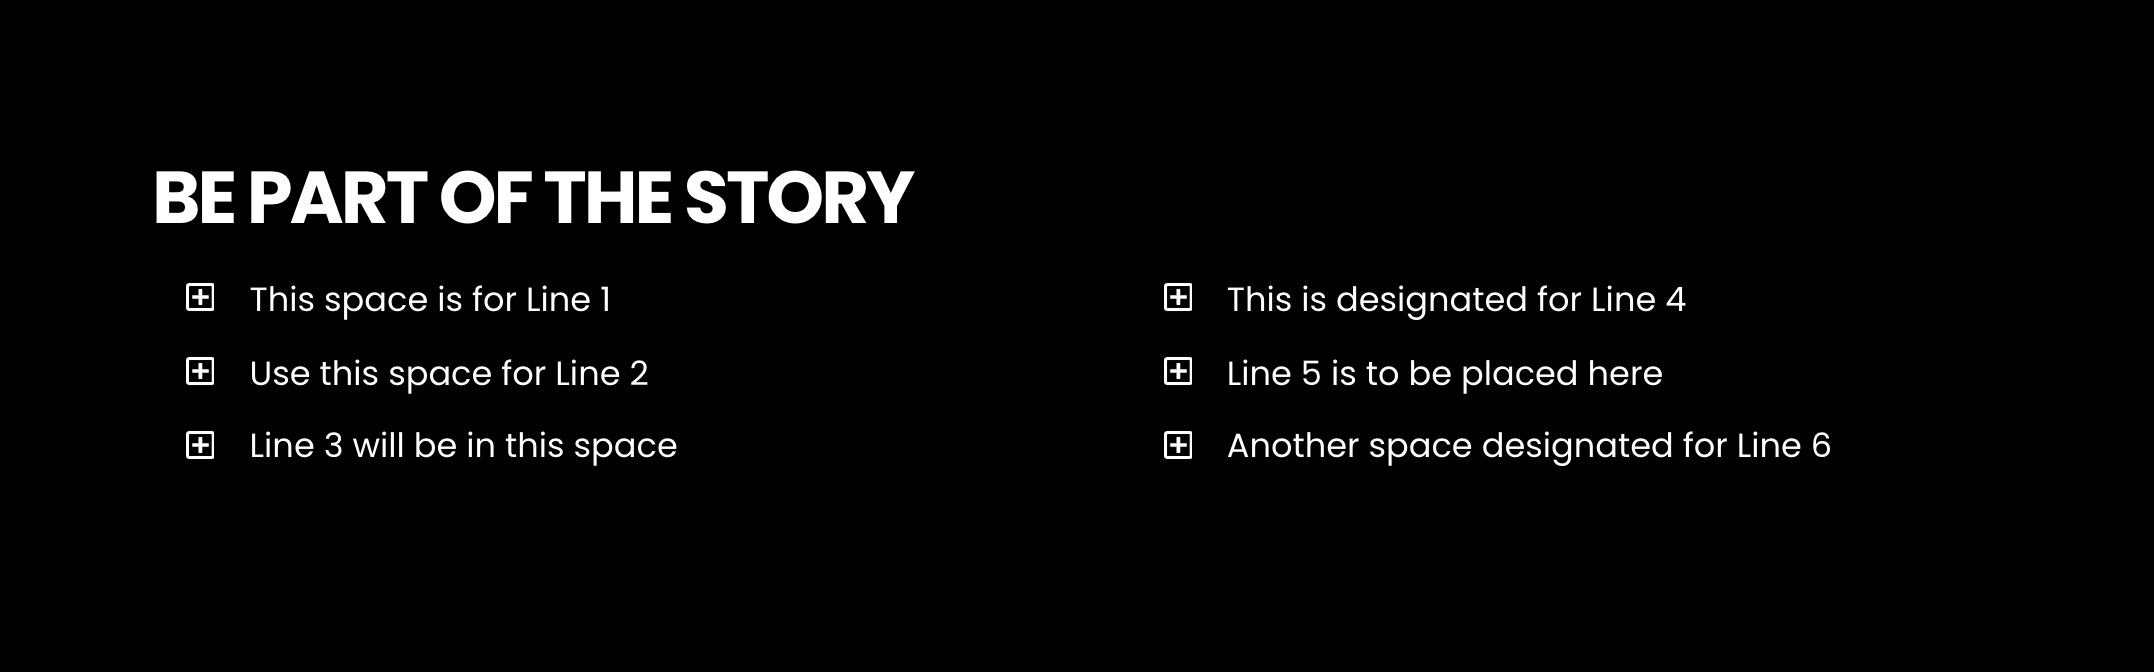 BE PART OF THE STORY
This space is for Line 1
Use this space for Line 2
Line 3 will be in this space
This is designated for Line 4
Line 5 is to be placed here
Another space designated for Line 6